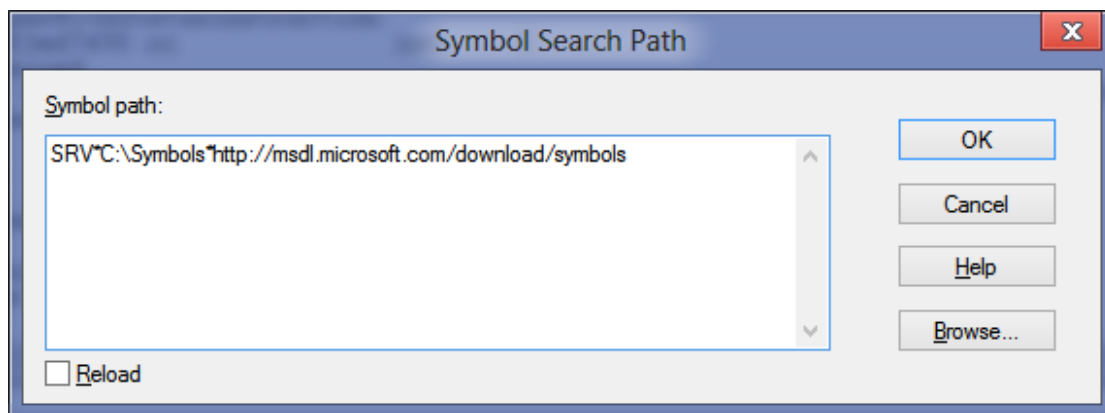 Symbol Search Path
x
Symbol path:
SRV*C:\Symbols*http://msdl.microsoft.com/download/symbols
OK
Cancel
Help
Browse...
Reload